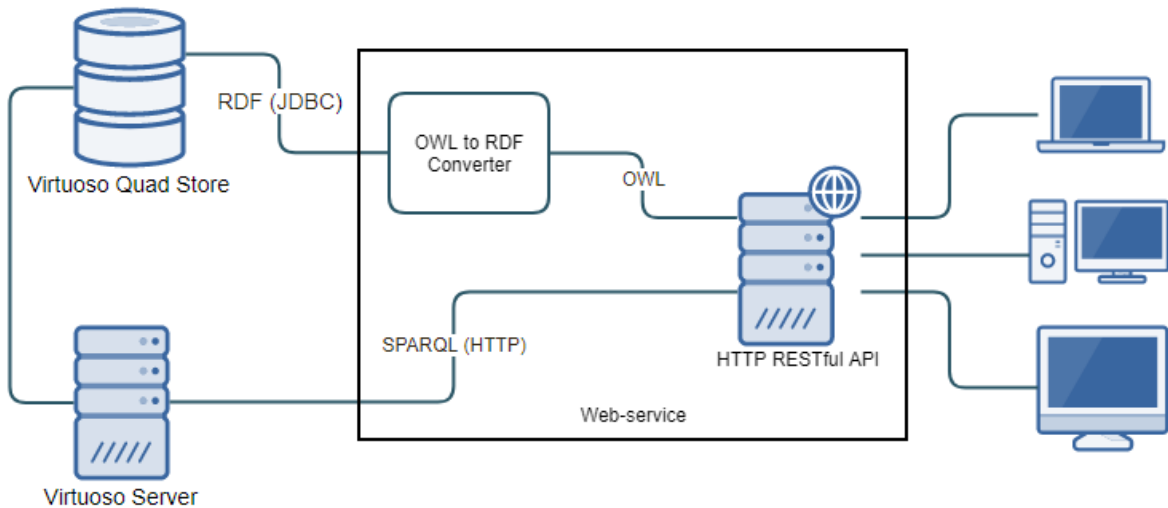 RDF (JDBC)
OWL to RDF
Converter
Virtuoso Quad Store
OWL
SPARQL (HTTP)
HTTP RESTful API
Web-service
Virtuoso Server